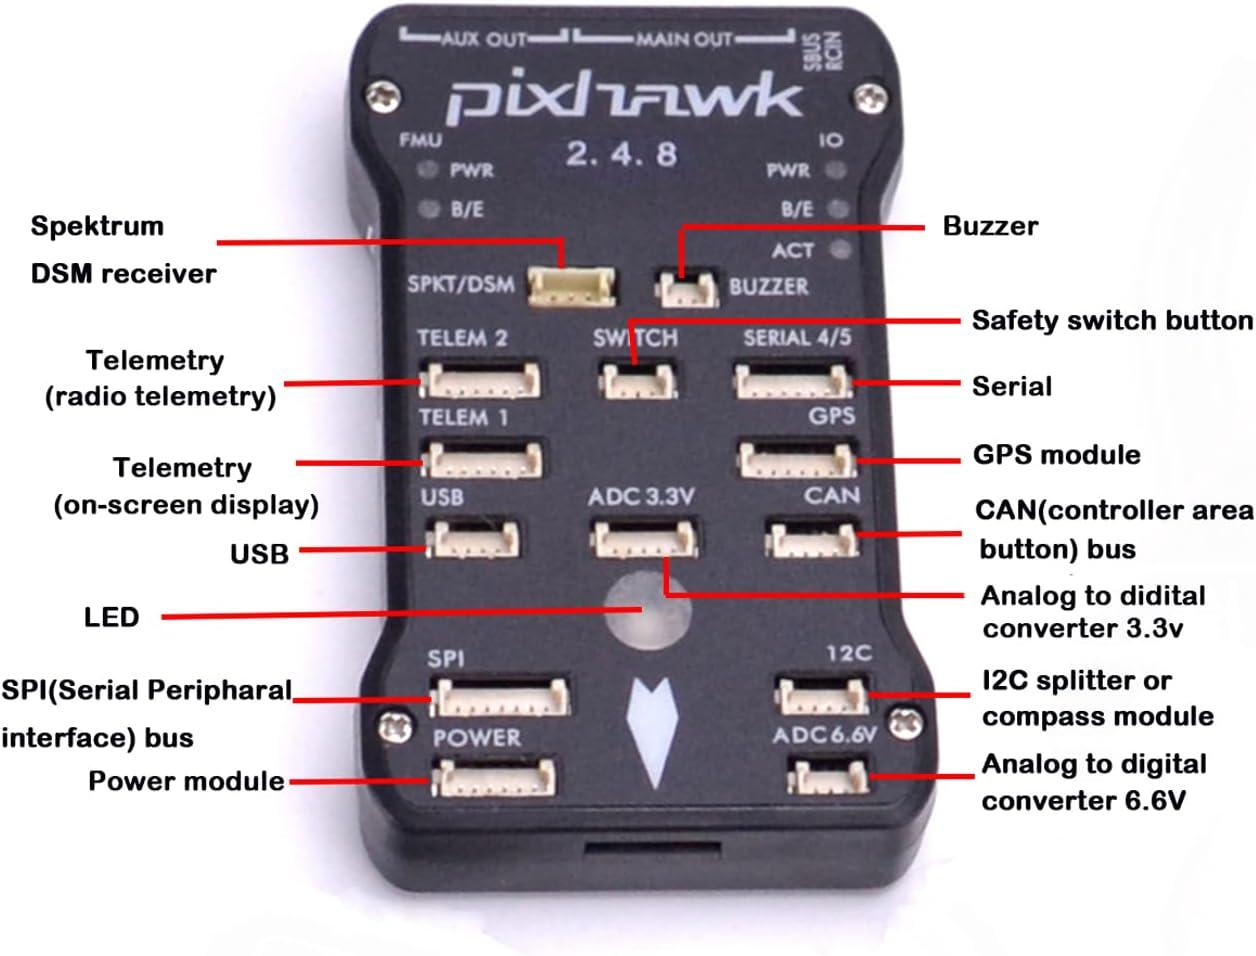 AUX OUT
MAIN OUT
SBUS
RCIN
pixhawk
2.4.8
FMU
IO
PWR
PWR
B/E
B/E
ACT
Spektrum
DSM receiver
Buzzer
SPKT/DSM
BUZZER
Safety switch button
TELEM 2
SWITCH
SERIAL 4/5
Telemetry
(radio telemetry)
Serial
TELEM 1
GPS
Telemetry
(on-screen display)
GPS module
USB
ADC 3.3V
CAN
USB
CAN(controller area
button) bus
LED
Analog to didital
converter 3.3v
SPI
12C
SPI(Serial Peripharal
interface) bus
I2C splitter or
compass module
POWER
ADC 6.6V
Power module
Analog to digital
converter 6.6V